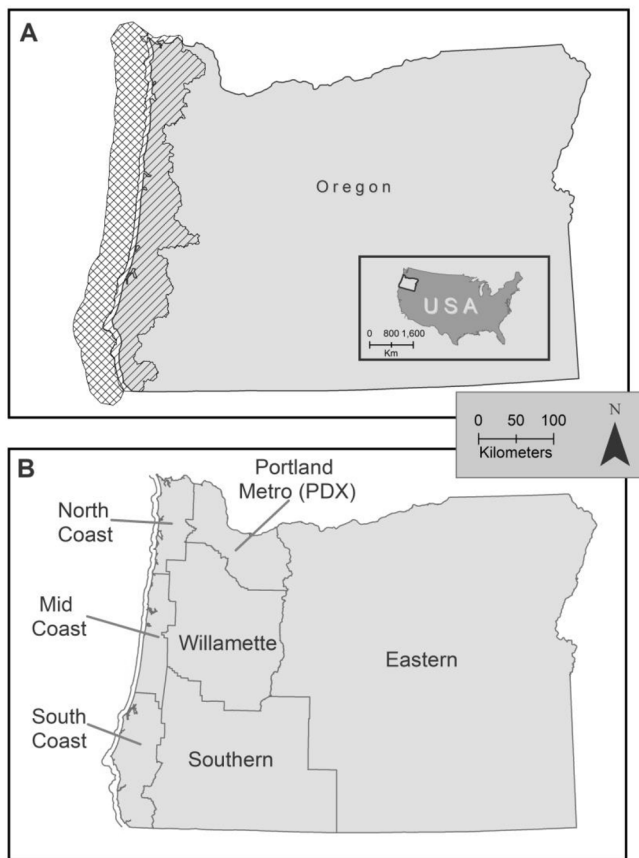 A
Oregon
USA
0 800 1,600
Km
N
0 50 100
Kilometers
B
Portland
Metro (PDX)
North
Coast
Mid
Coast
Willamette
Eastern
South
Coast
Southern